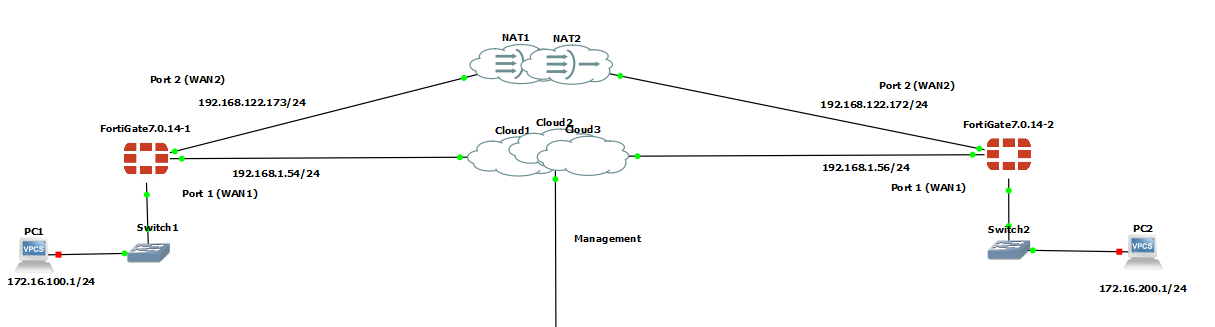 NAT1
NAT2
Port 2 (WAN2)
Port 2 (WAN2)
192.168.122.173/24
192.168.122.172/24
FortiGate7.0.14-1
Cloud1
Cloud2
Cloud3
FortiGate7.0.14-2
192.168.1.54/24
192.168.1.56/24
Port 1 (WAN1)
Port 1 (WAN1)
PC1
VPCS
Switch1
Management
Switch2
PC2
VPCS
172.16.100.1/24
172.16.200.1/24